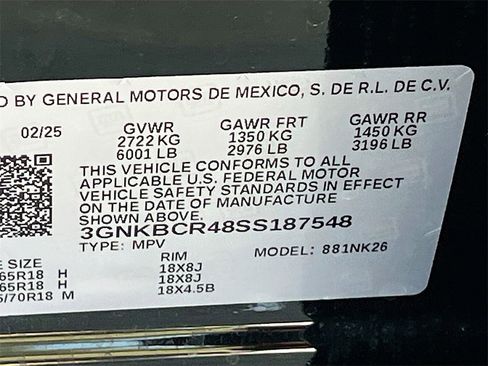 BY GENERAL MOTORS DE MEXICO, S. DE R.L. DE C.V.
02/25 GVWR GAWR FRT GAWR RR
2722 KG 1350 KG 1450 KG
6001 LB 2976 LB 3196 LB
THIS VEHICLE CONFORMS TO ALL
APPLICABLE U.S. FEDERAL MOTOR
VEHICLE SAFETY STANDARDS IN EFFECT
ON THE DATE OF MANUFACTURE
SHOWN ABOVE.
3GNKBCR48SS187548
TYPE: MPV MODEL: 881NK26
SIZE RIM
65R18 H 18X8J
65R18 H 18X8J
/70R18 M 18X4.5B